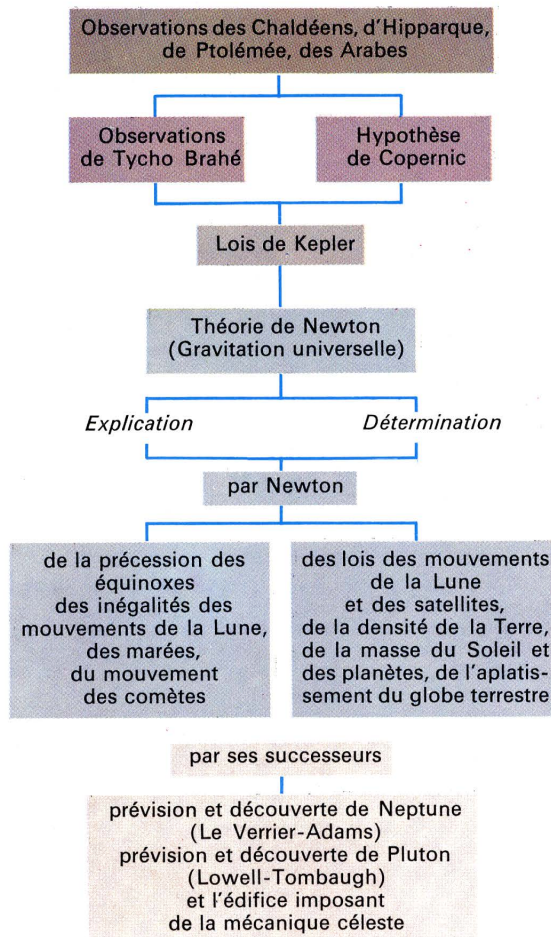 Observations des Chaldéens, d'Hipparque,
de Ptolémée, des Arabes
Observations
de Tycho Brahé
Hypothèse
de Copernic
Lois de Kepler
Théorie de Newton
(Gravitation universelle)
Explication
Détermination
par Newton
de la précession des
équinoxes
des inégalités des
mouvements de la Lune,
des marées,
du mouvement
des comètes
des lois des mouvements
de la Lune
et des satellites,
de la densité de la Terre,
de la masse du Soleil et
des planètes, de l'aplatis-
sement du globe terrestre
par ses successeurs
prévision et découverte de Neptune
(Le Verrier-Adams)
prévision et découverte de Pluton
(Lowell-Tombaugh)
et l'édifice imposant
de la mécanique céleste